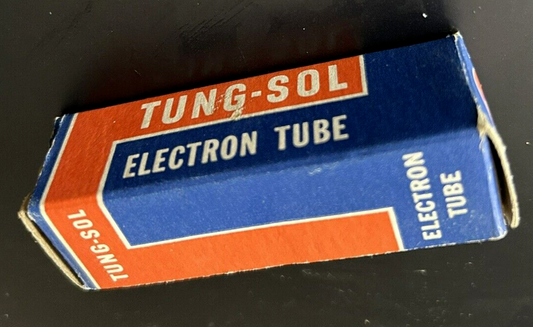 TUNG-SOL
ELECTRON TUBE
TUNG-SOL
ELECTRON
TUBE